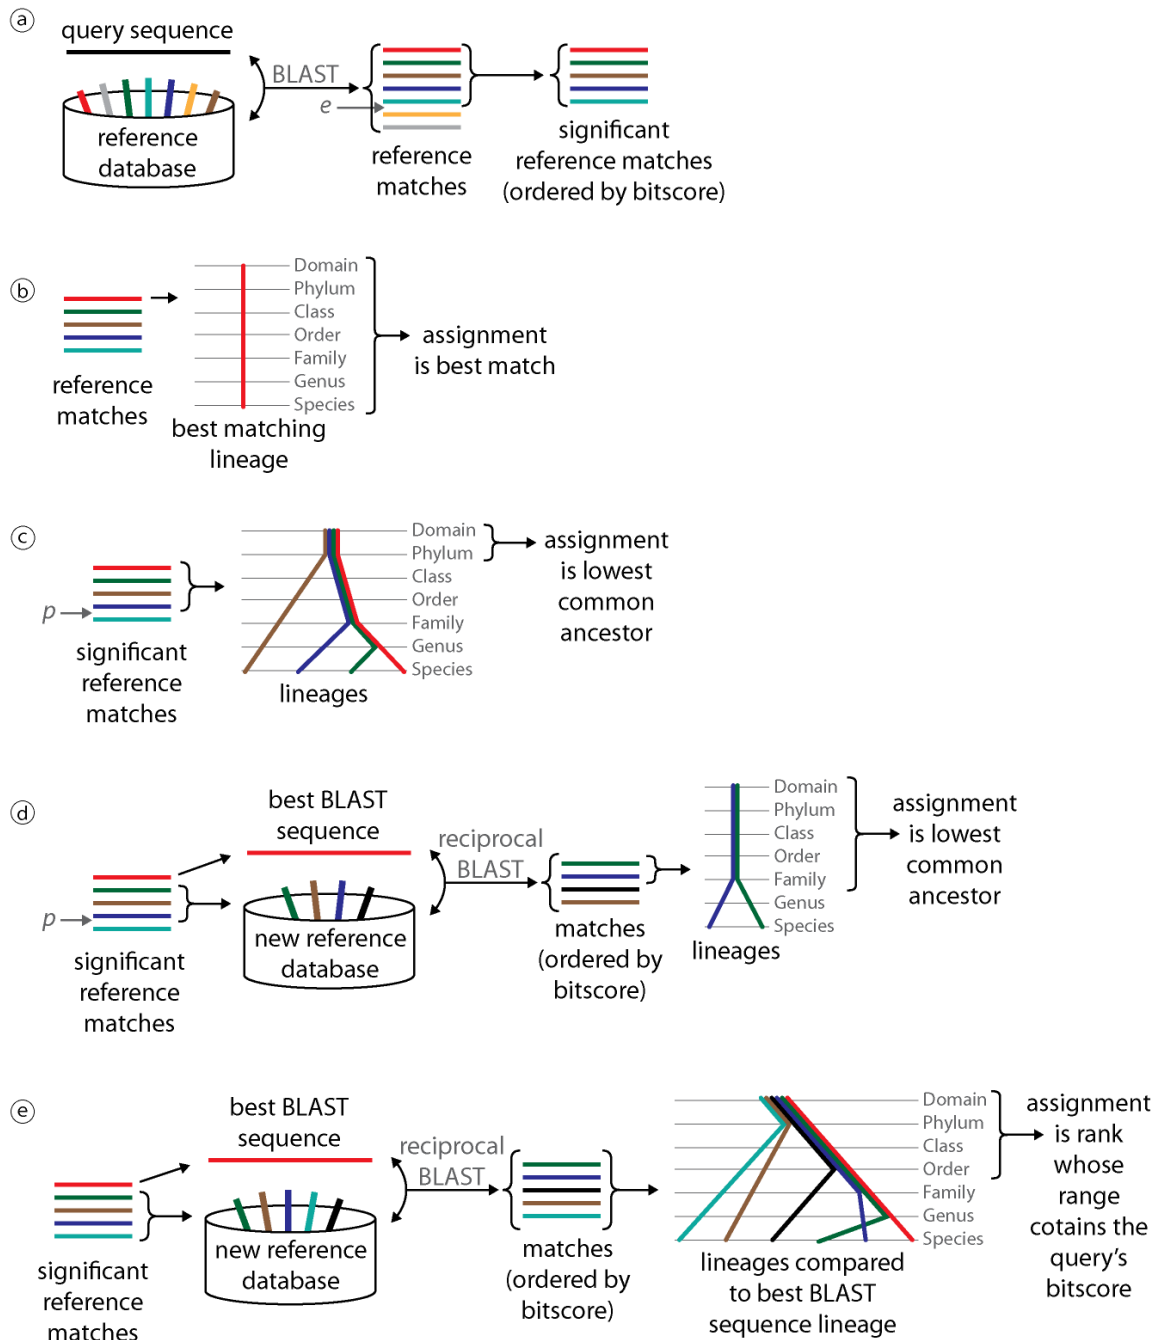 a
query sequence
BLAST
e
reference
database
reference
matches
significant
reference matches
(ordered by bitscore)
b
Domain
Phylum
Class
Order
Family
Genus
Species
reference
matches
best matching
lineage
assignment
is best match
c
Domain
Phylum
Class
Order
Family
Genus
Species
p
significant
reference
matches
lineages
assignment
is lowest
common
ancestor
d
best BLAST
sequence
p
significant
reference
matches
new reference
database
reciprocal
BLAST
matches
(ordered by
bitscore)
Domain
Phylum
Class
Order
Family
Genus
Species
lineages
assignment
is lowest
common
ancestor
e
best BLAST
sequence
significant
reference
matches
new reference
database
reciprocal
BLAST
matches
(ordered by
bitscore)
Domain
Phylum
Class
Order
Family
Genus
Species
lineages compared
to best BLAST
sequence lineage
assignment
is rank
whose
range
cotains the
query's
bitscore